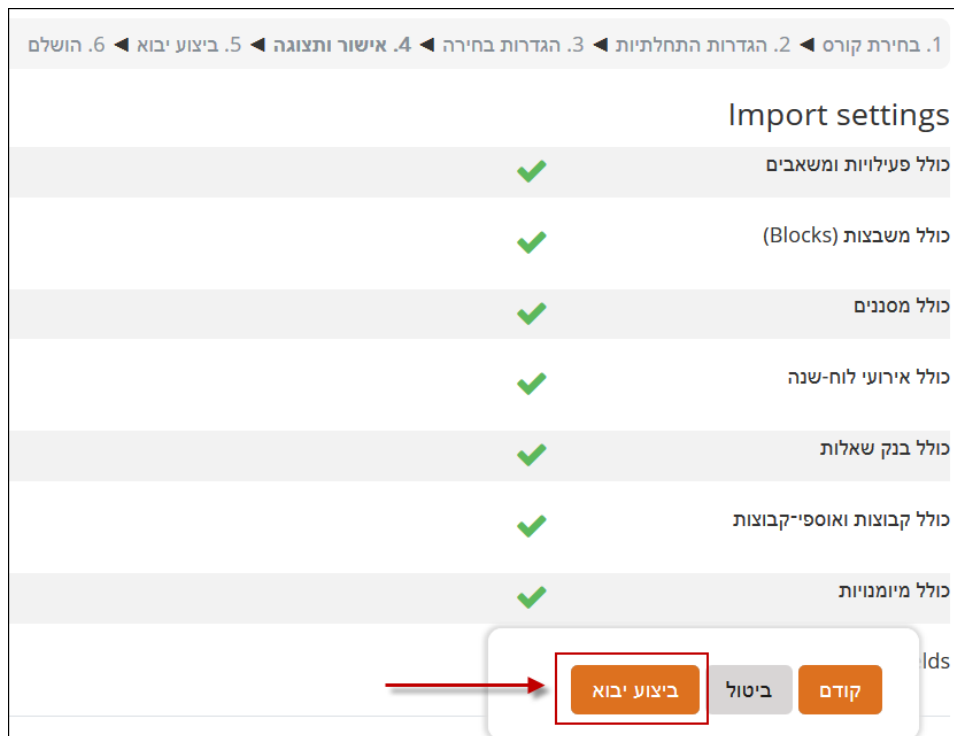 1. בחירת קורס ◄ 2. הגדרות התחלתיות ◄ 3. הגדרות בחירה ◄ 4. אישור ותצוגה ◄ 5. ביצוע יבוא ◄ 6. הושלם
Import settings
כולל פעילויות ומשאבים
כולל משבצות (Blocks)
כולל מסננים
כולל אירועי לוח-שנה
כולל בנק שאלות
כולל קבוצות ואוספי־קבוצות
כולל מיומנויות
lds
קודם ביטול ביצוע יבוא